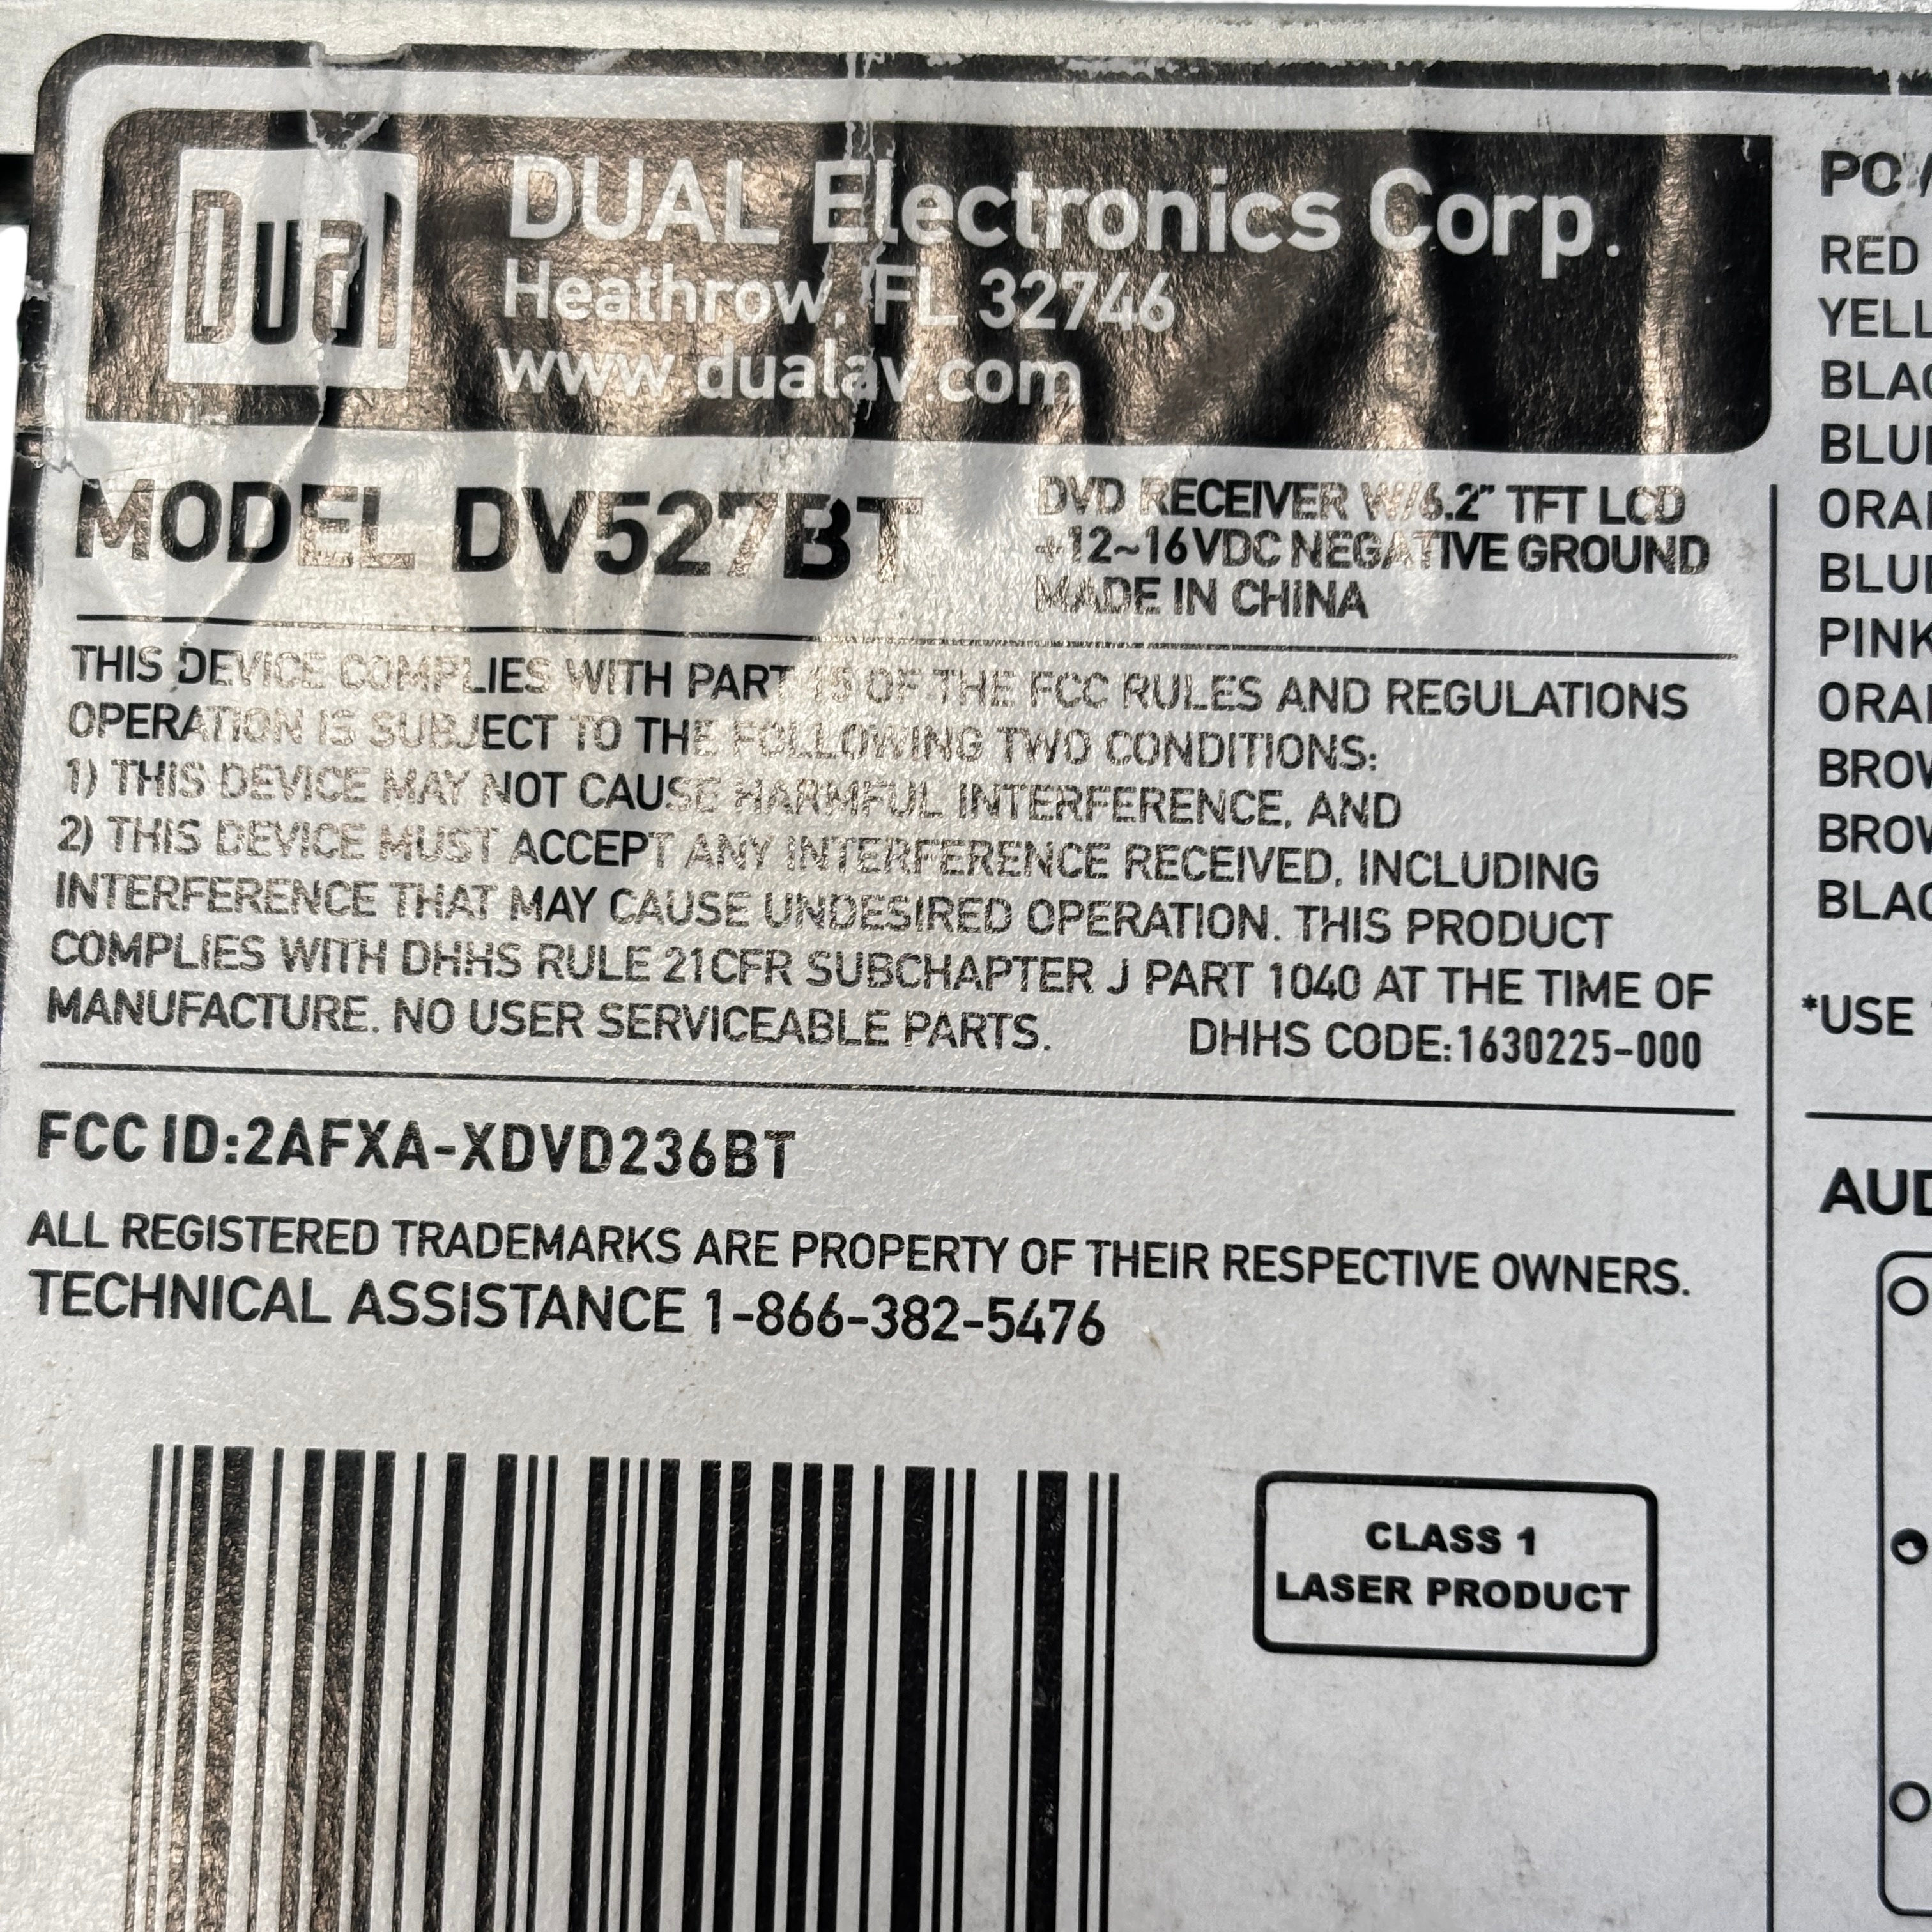 Dual
DUAL Electronics Corp.
Heathrow, FL 32746
www.dualav.com
MODEL DV527BT
DVD RECEIVER W/6.2" TFT LCD
+12~16VDC NEGATIVE GROUND
MADE IN CHINA
THIS DEVICE COMPLIES WITH PART 15 OF THE FCC RULES AND REGULATIONS
OPERATION IS SUBJECT TO THE FOLLOWING TWO CONDITIONS:
1) THIS DEVICE MAY NOT CAUSE HARMFUL INTERFERENCE, AND
2) THIS DEVICE MUST ACCEPT ANY INTERFERENCE RECEIVED, INCLUDING
INTERFERENCE THAT MAY CAUSE UNDESIRED OPERATION. THIS PRODUCT
COMPLIES WITH DHHS RULE 21CFR SUBCHAPTER J PART 1040 AT THE TIME OF
MANUFACTURE. NO USER SERVICEABLE PARTS. DHHS CODE:1630225-000
FCC ID:2AFXA-XDVD236BT
ALL REGISTERED TRADEMARKS ARE PROPERTY OF THEIR RESPECTIVE OWNERS.
TECHNICAL ASSISTANCE 1-866-382-5476
CLASS 1
LASER PRODUCT
RED
YELL
BLAC
BLUE
ORA
BLUE
PINK
ORA
BROW
BROW
BLAC
*USE
AUD